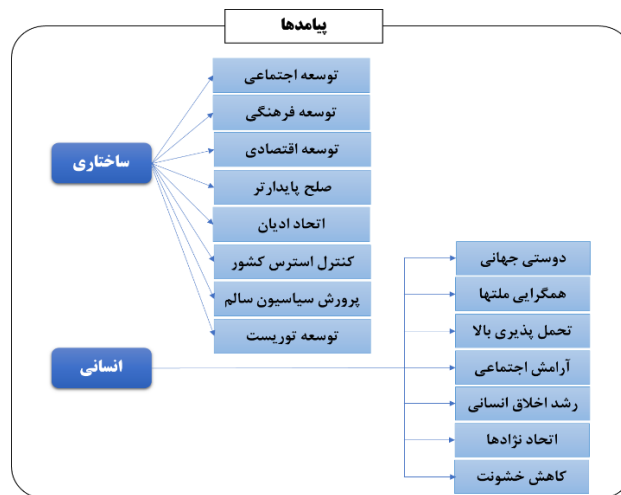 پیامدها
ساختاری
توسعه اجتماعی
توسعه فرهنگی
توسعه اقتصادی
صلح پایدارتر
اتحاد ادیان
کنترل استرس کشور
پرورش سیاسیون سالم
توسعه توریست
انسانی
دوستی جهانی
همگرایی ملتها
تحمل پذیری بالا
آرامش اجتماعی
رشد اخلاق انسانی
اتحاد نژادها
کاهش خشونت